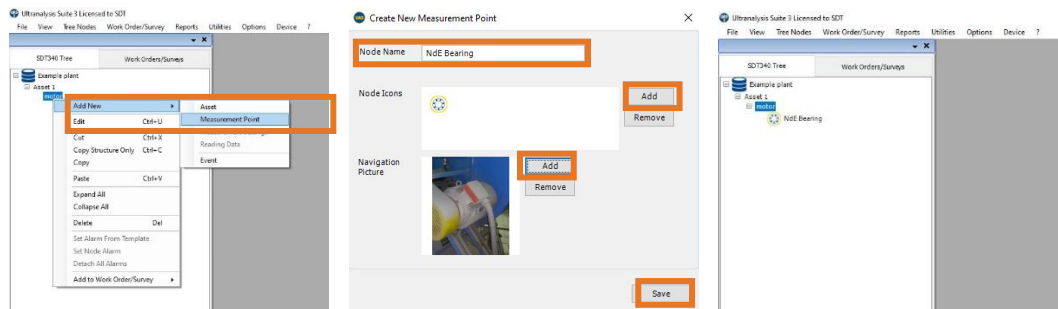 Ultranalysis Suite 3 Licensed to SDT
File View Tree Nodes Work Order/Survey Reports Utilities Options Device ?
SDT340 Tree Work Orders/Surveys
Example plant
Asset 1
motor
Add New
Edit Ctrl+U
Cut Ctrl+X
Copy Structure Only Ctrl+C
Copy
Paste Ctrl+V
Expand All
Collapse All
Delete Del
Set Alarm From Template
Set Node Alarm
Detach All Alarms
Add to Work Order/Survey
Asset
Measurement Point
Reading Data
Event
Create New Measurement Point
Node Name NdE Bearing
Node Icons
Add
Remove
Navigation
Picture
Add
Remove
Save
Ultranalysis Suite 3 Licensed to SDT
File View Tree Nodes Work Order/Survey Reports Utilities Options Device ?
SDT340 Tree Work Orders/Surveys
Example plant
Asset 1
motor
NdE Bearing